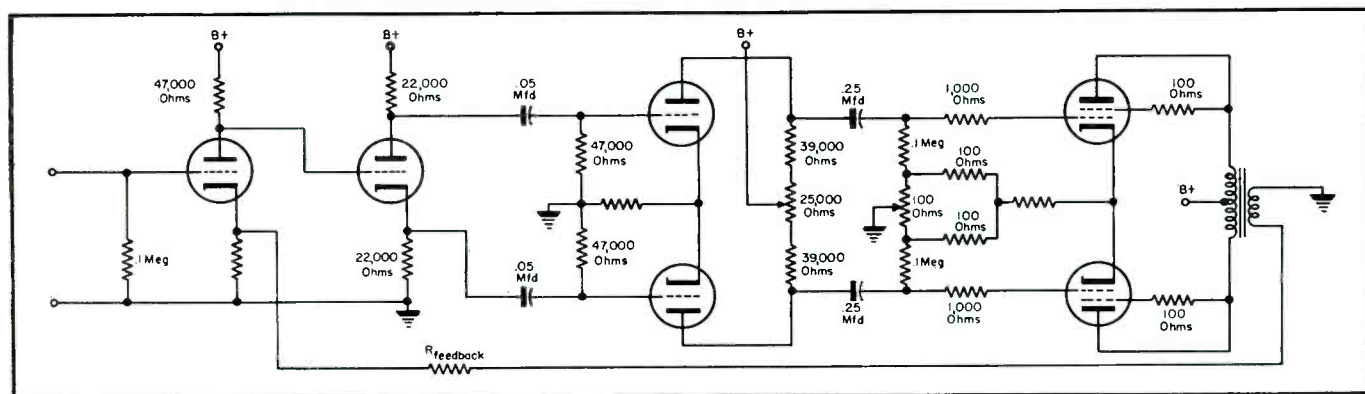 B+
47,000
Ohms
.1 Meg
B+
22,000
Ohms
22,000
Ohms
.05
Mfd
.05
Mfd
47,000
Ohms
47,000
Ohms
B+
39,000
Ohms
25,000
Ohms
39,000
Ohms
.25
Mfd
.25
Mfd
.1 Meg
100
Ohms
100
Ohms
100
Ohms
.1 Meg
1,000
Ohms
1,000
Ohms
100
Ohms
100
Ohms
B+
Rfeedback